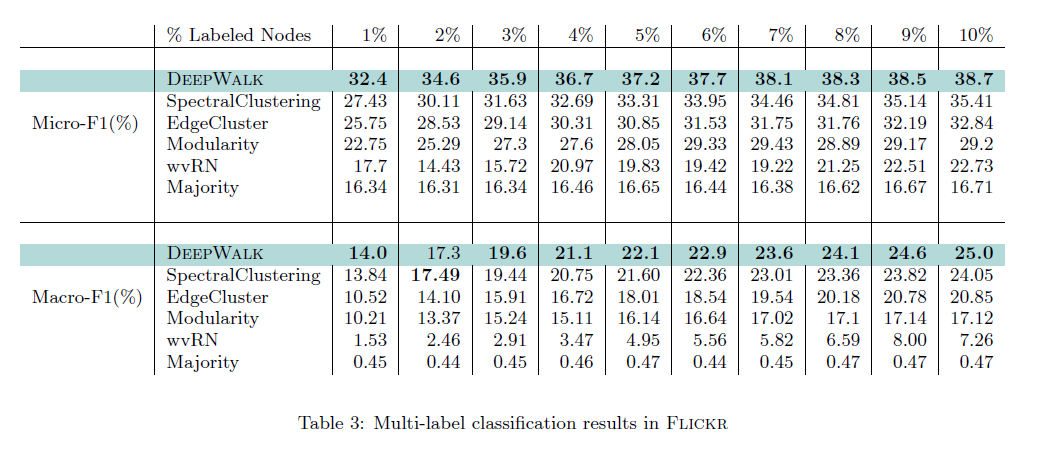 % Labeled Nodes 1% 2% 3% 4% 5% 6% 7% 8% 9% 10%
DEEPWALK 32.4 34.6 35.9 36.7 37.2 37.7 38.1 38.3 38.5 38.7
SpectralClustering 27.43 30.11 31.63 32.69 33.31 33.95 34.46 34.81 35.14 35.41
Micro-F1(%) EdgeCluster 25.75 28.53 29.14 30.31 30.85 31.53 31.75 31.76 32.19 32.84
Modularity 22.75 25.29 27.3 27.6 28.05 29.33 29.43 28.89 29.17 29.2
wvRN 17.7 14.43 15.72 20.97 19.83 19.42 19.22 21.25 22.51 22.73
Majority 16.34 16.31 16.34 16.46 16.65 16.44 16.38 16.62 16.67 16.71
DEEPWALK 14.0 17.3 19.6 21.1 22.1 22.9 23.6 24.1 24.6 25.0
SpectralClustering 13.84 17.49 19.44 20.75 21.60 22.36 23.01 23.36 23.82 24.05
Macro-F1(%) EdgeCluster 10.52 14.10 15.91 16.72 18.01 18.54 19.54 20.18 20.78 20.85
Modularity 10.21 13.37 15.24 15.11 16.14 16.64 17.02 17.1 17.14 17.12
wvRN 1.53 2.46 2.91 3.47 4.95 5.56 5.82 6.59 8.00 7.26
Majority 0.45 0.44 0.45 0.46 0.47 0.44 0.45 0.47 0.47 0.47
Table 3: Multi-label classification results in FLICKR